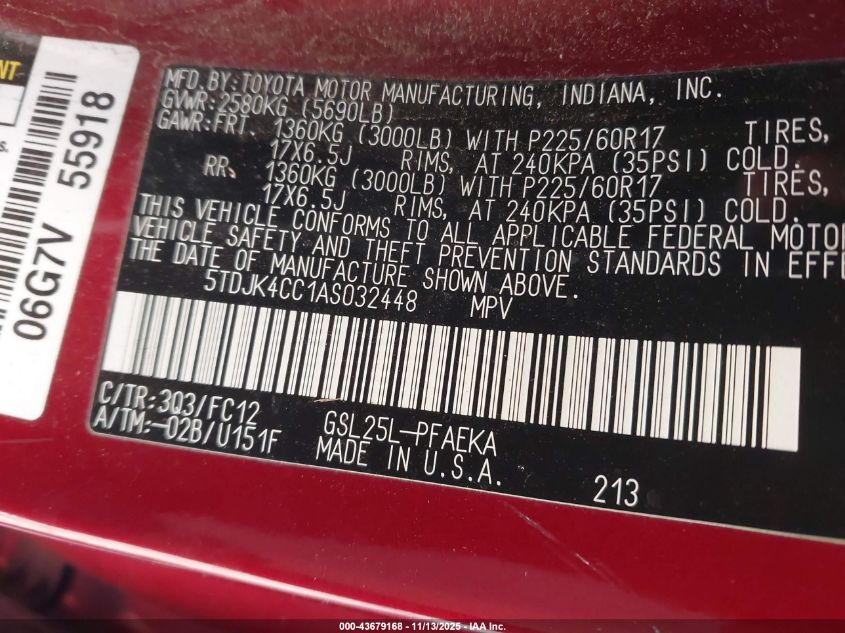 NT
s.
06G7V 55918
MFD.BY:TOYOTA MOTOR MANUFACTURING, INDIANA, INC.
GVWR:2580KG (5690LB)
GAWR:FRT. 1360KG (3000LB) WITH P225/60R17 TIRES,
17X6.5J RIMS, AT 240KPA (35PSI) COLD.
RR. 1360KG (3000LB) WITH P225/60R17 TIRES,
17X6.5J RIMS, AT 240KPA (35PSI) COLD.
THIS VEHICLE CONFORMS TO ALL APPLICABLE FEDERAL MOTOR
VEHICLE SAFETY AND THEFT PREVENTION STANDARDS IN EFFE
THE DATE OF MANUFACTURE SHOWN ABOVE.
5TDJK4CC1AS032448 MPV
C/TR:3Q3/FC12 GSL25L-PFAEKA
A/TM:-02B/U151F MADE IN U.S.A.
213
000-43679168 - 11/13/2025 - IAA Inc.